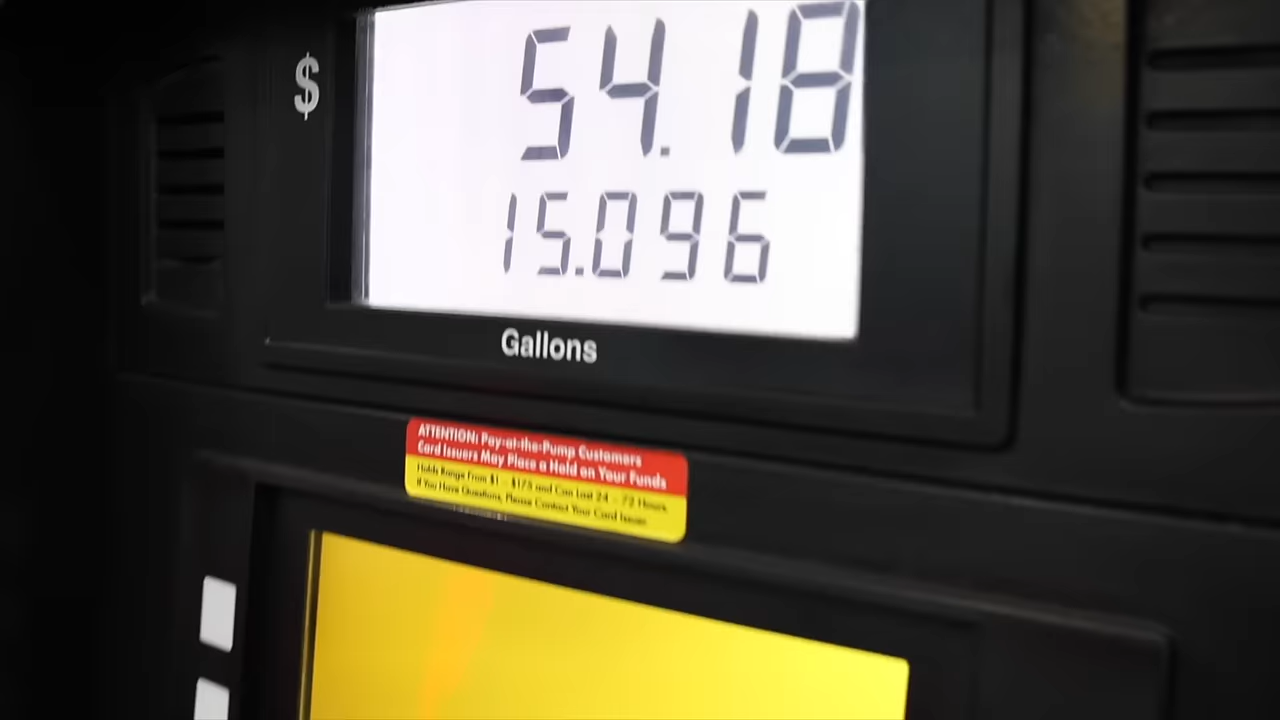 $ 54.18
15.096
Gallons
ATTENTION: Pay-at-the-Pump Customers
Card Issuers May Place a Hold on Your Funds
Holds Range From $1 - $175 and Can Last 24 - 72 Hours.
If You Have Questions, Please Contact Your Card Issuer.